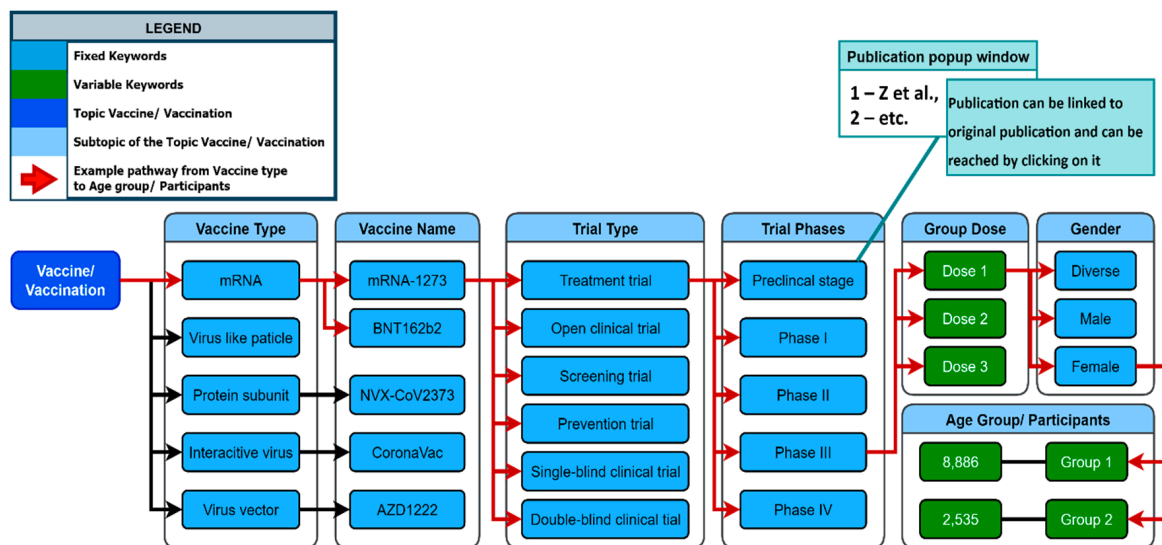 LEGEND
Fixed Keywords
Variable Keywords
Topic Vaccine/ Vaccination
Subtopic of the Topic Vaccine/ Vaccination
Example pathway from Vaccine type
to Age group/ Participants
Publication popup window
1 – Z et al.,
2 – etc.
Publication can be linked to
original publication and can be
reached by clicking on it
Vaccine/
Vaccination
Vaccine Type
mRNA
Virus like paticle
Protein subunit
Interacitive virus
Virus vector
Vaccine Name
mRNA-1273
BNT162b2
NVX-CoV2373
CoronaVac
AZD1222
Trial Type
Treatment trial
Open clinical trial
Screening trial
Prevention trial
Single-blind clinical trial
Double-blind clinical tial
Trial Phases
Preclincal stage
Phase I
Phase II
Phase III
Phase IV
Group Dose
Dose 1
Dose 2
Dose 3
Gender
Diverse
Male
Female
Age Group/ Participants
8,886 Group 1
2,535 Group 2